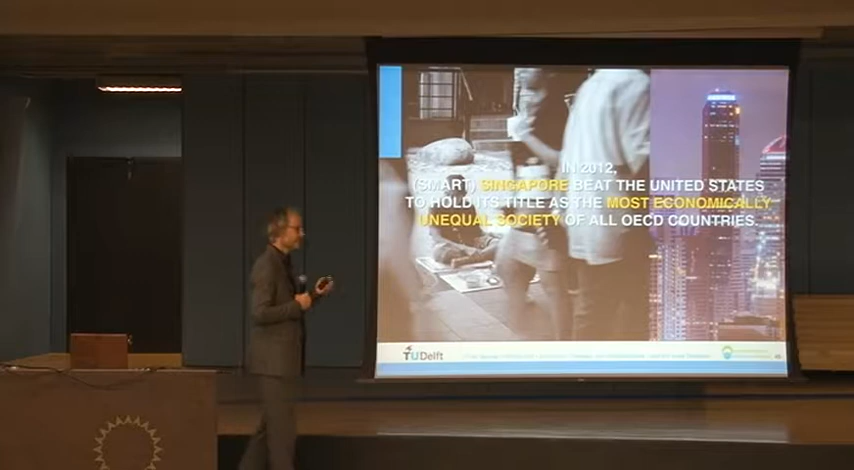 IN 2012,
(SMART) SINGAPORE BEAT THE UNITED STATES
TO HOLD ITS TITLE AS THE MOST ECONOMICALLY
UNEQUAL SOCIETY OF ALL OECD COUNTRIES.
TUDelft